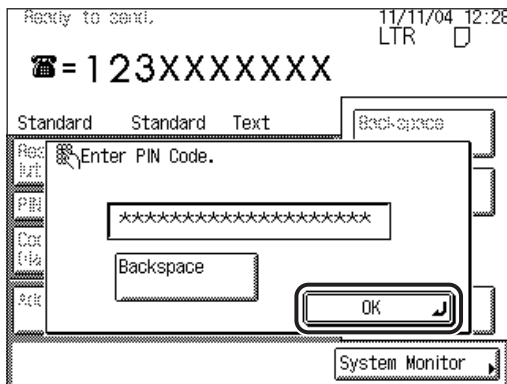 Ready to send.
11/11/04 12:28
LTR
☎=123XXXXXXX
Standard Standard Text
Backspace
Enter PIN Code.
PIN
********************
Backspace
OK
System Monitor